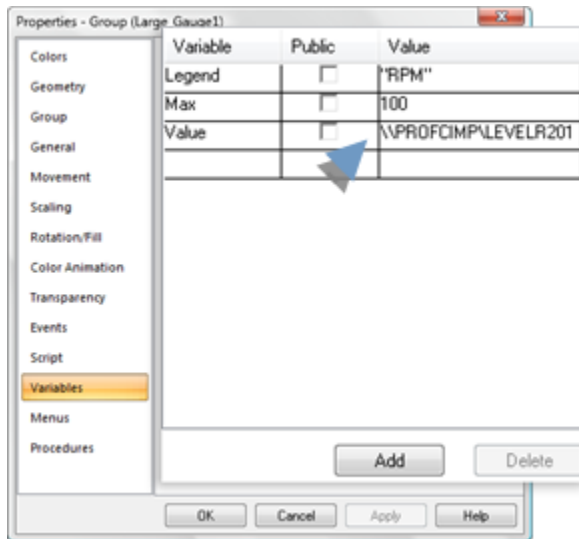 Properties - Group (Large_Gauge1)
Colors
Geometry
Group
General
Movement
Scaling
Rotation/Fill
Color Animation
Transparency
Events
Script
Variables
Menus
Procedures
Variable Public Value
Legend "RPM"
Max 100
Value \\PROFCIMP\LEVELR201
Add Delete
OK Cancel Apply Help